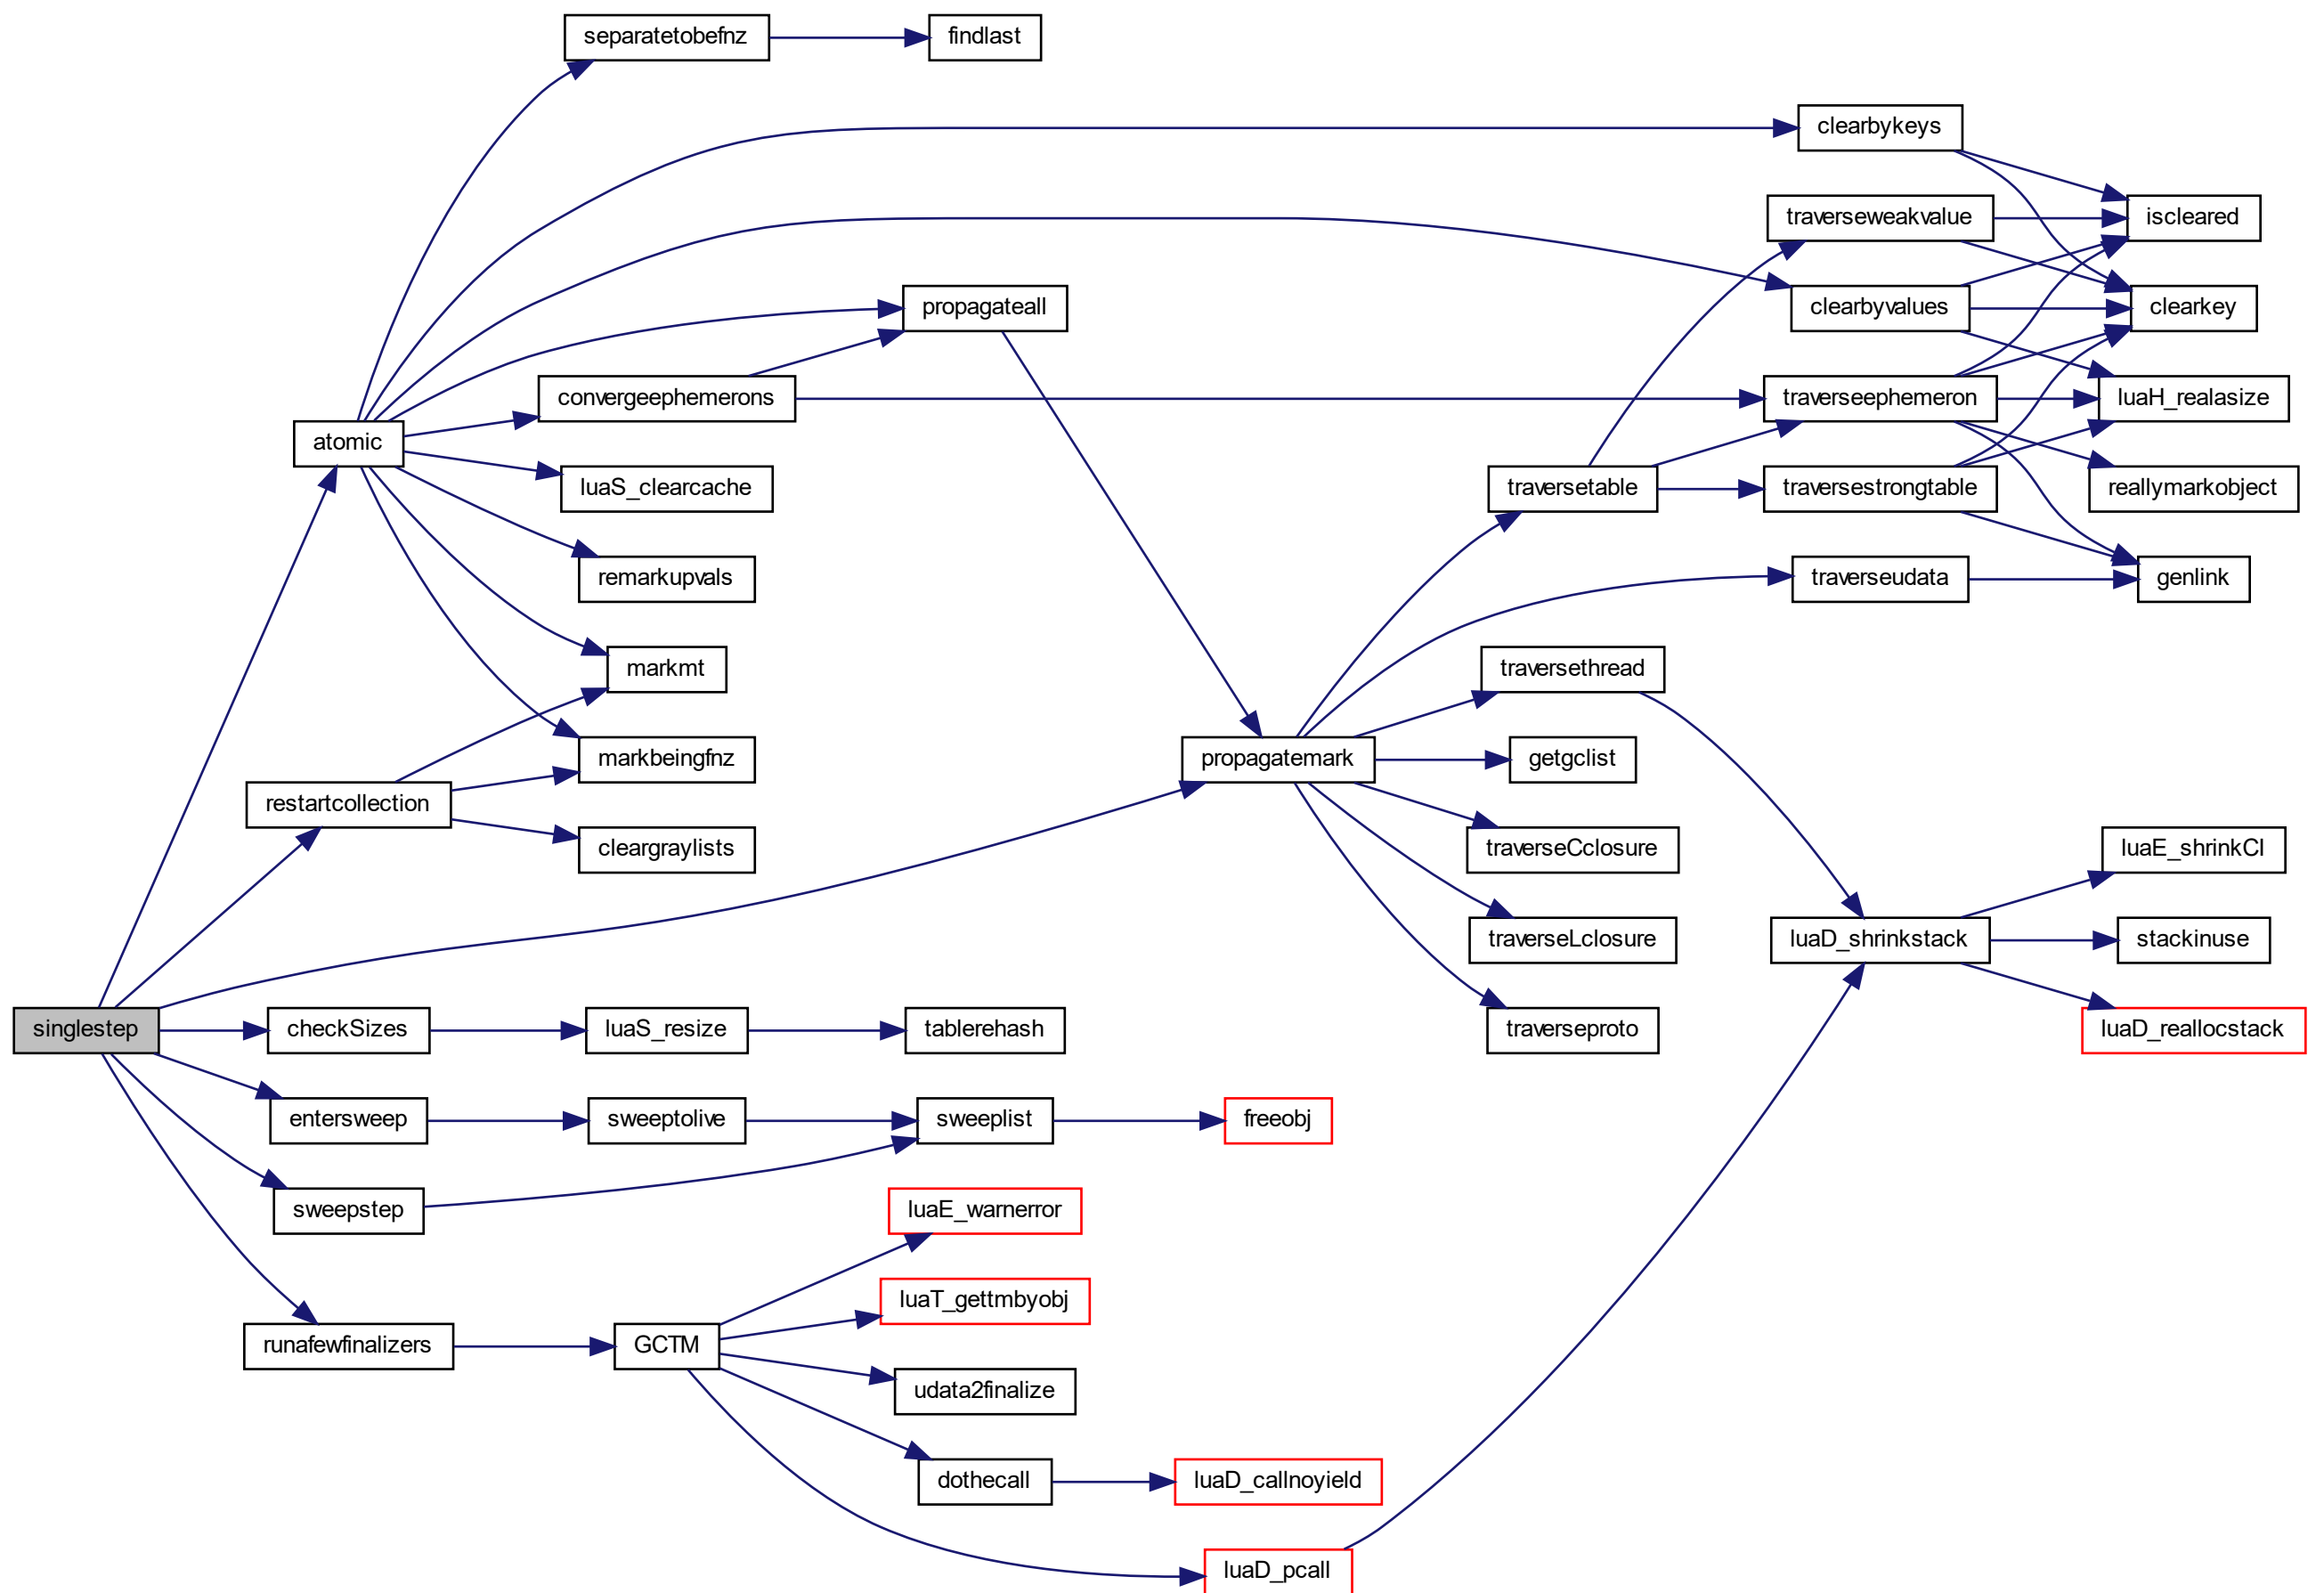 separatetobefnz
findlast
clearbykeys
traverseweakvalue
iscleared
propagateall
clearbyvalues
clearkey
convergeephemerons
traverseephemeron
luaH_realasize
atomic
luaS_clearcache
traversetable
traversestrongtable
reallymarkobject
remarkupvals
traverseudata
genlink
markmt
traversethread
markbeingfnz
propagatemark
getgclist
restartcollection
cleargraylists
traverseCclosure
luaE_shrinkCI
traverseLclosure
luaD_shrinkstack
stackinuse
singlestep
checkSizes
luaS_resize
tablerehash
traverseproto
luaD_reallocstack
entersweep
sweeptolive
sweeplist
freeobj
sweepstep
luaE_warnerror
luaT_gettmbyobj
runafewfinalizers
GCTM
udata2finalize
dothecall
luaD_callnoyield
luaD_pcall